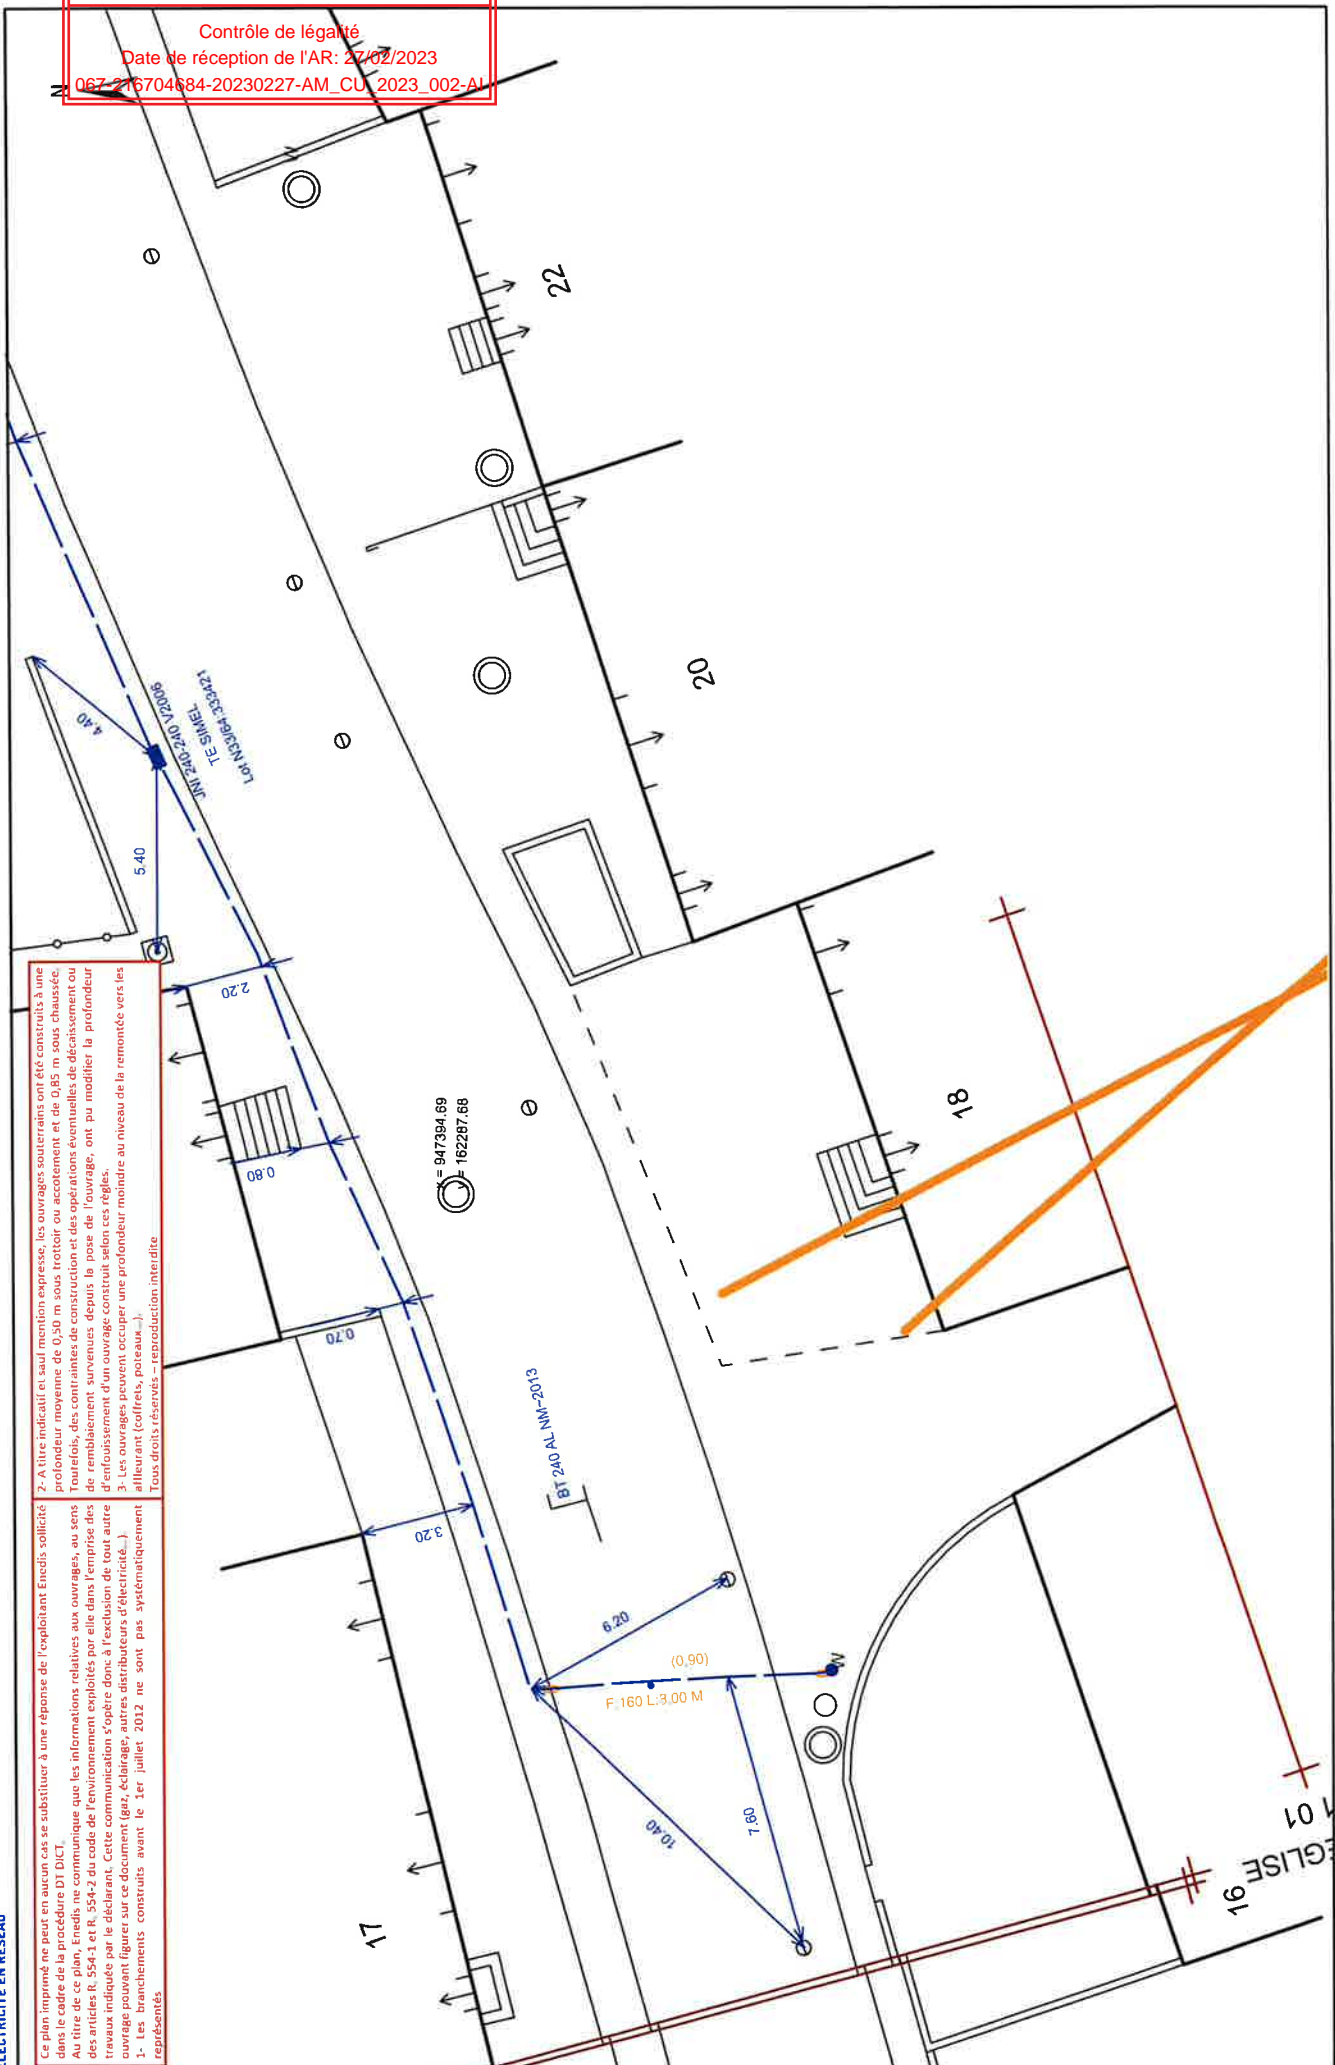 Contrôle de légalité
Date de réception de l'AR: 27/02/2023
067-216704684-20230227-AM_CU_2023_002-AI
N
22
20
18
16
17
4,40
5,40
JNI 240-240 V2006
TE SIMEL
Lot N33/64:333421
2.20
0.80
0.70
3.20
x = 947394.69
y = 162287.68
BT 240 AL NM-2013
6.20
(0,90)
F,160 L:3,00 M
10.40
7.60
W
1 01
EGLISE
ELECTRICITE EN RESEAU
Ce plan imprimé ne peut en aucun cas se substituer à une réponse de l'exploitant Enedis sollicité
dans le cadre de la procédure DT DICT.
Au titre de ce plan, Enedis ne communique que les informations relatives aux ouvrages, au sens
des articles R. 554-1 et R. 554-2 du code de l'environnement exploités par elle dans l'emprise des
travaux indiquée par le déclarant. Cette communication s'opère donc à l'exclusion de tout autre
ouvrage pouvant figurer sur ce document (gaz, éclairage, autres distributeurs d'électricité...).
1- Les branchements construits avant le 1er juillet 2012 ne sont pas systématiquement
représentés
2- A titre indicatif et sauf mention expresse, les ouvrages souterrains ont été construits à une
profondeur moyenne de 0,50 m sous trottoir ou accotement et de 0,85 m sous chaussée.
Toutefois, des contraintes de construction et des opérations éventuelles de décaissement ou
de remblaiement survenues depuis la pose de l'ouvrage, ont pu modifier la profondeur
d'enfouissement d'un ouvrage construit selon ces règles.
3- Les ouvrages peuvent occuper une profondeur moindre au niveau de la remontée vers les
affleurant (coffrets, poteaux...).
Tous droits réservés – reproduction interdite